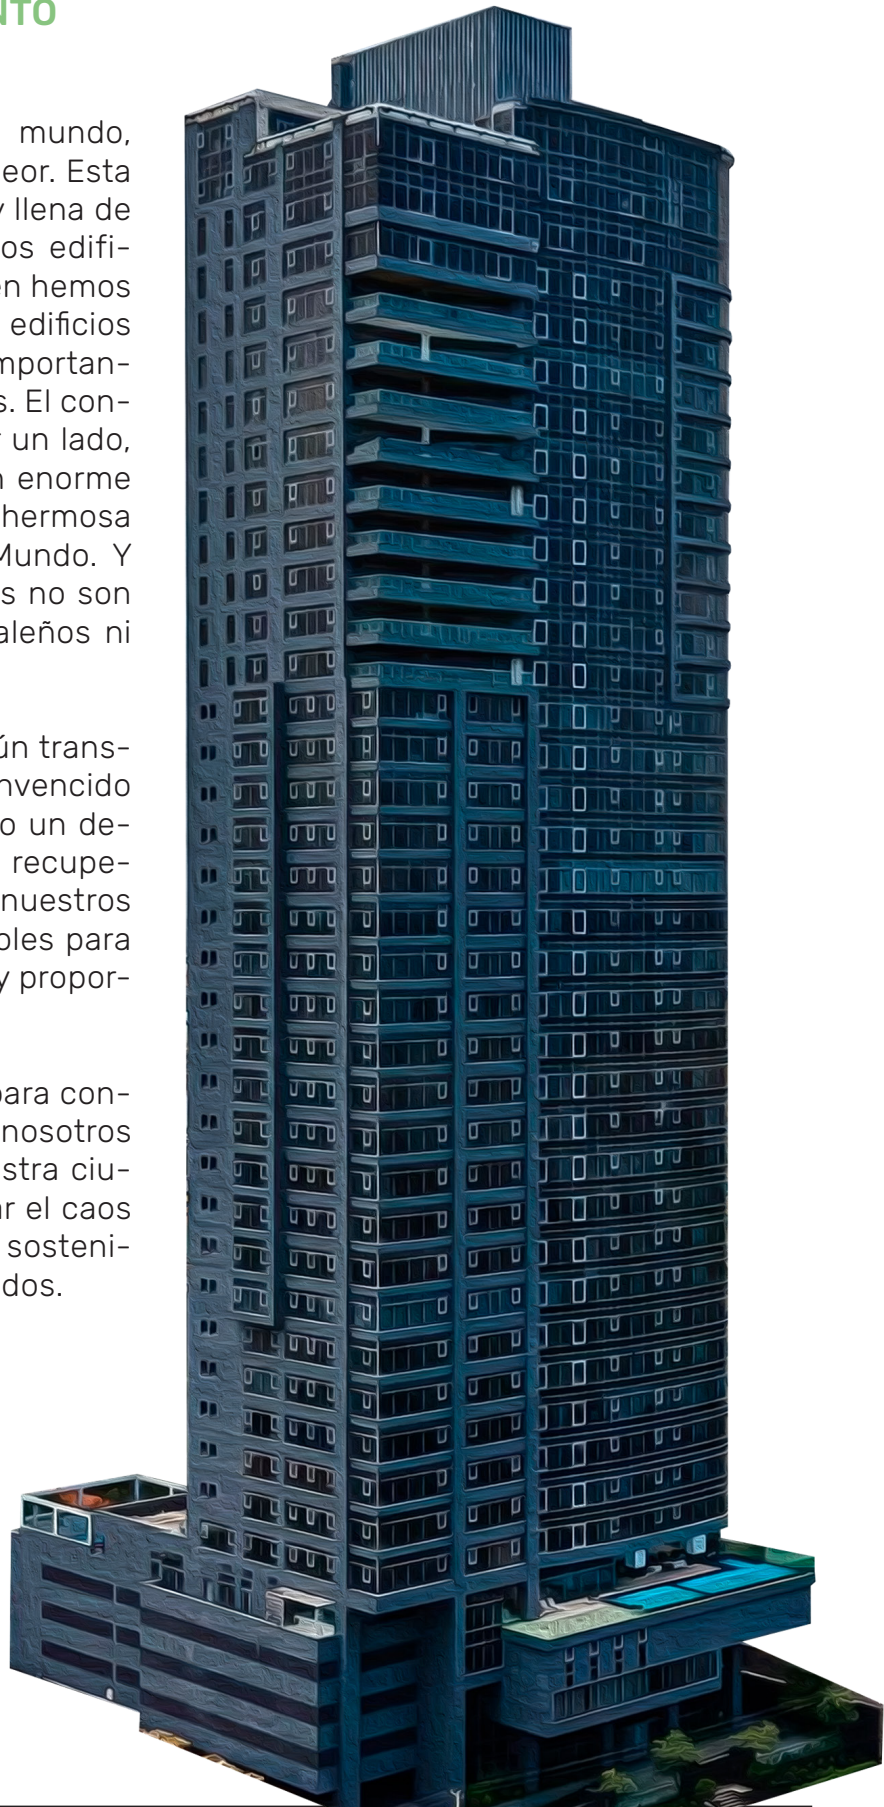 NTO
mundo,
eor. Esta
y llena de
os edifi-
en hemos
edificios
mportan-
s. El con-
r un lado,
n enorme
hermosa
Mundo. Y
s no son
aleños ni
ún trans-
nvencido
o un de-
recupe-
nuestros
oles para
y propor-
para con-
nosotros
stra ciu-
ar el caos
sosteni-
dos.